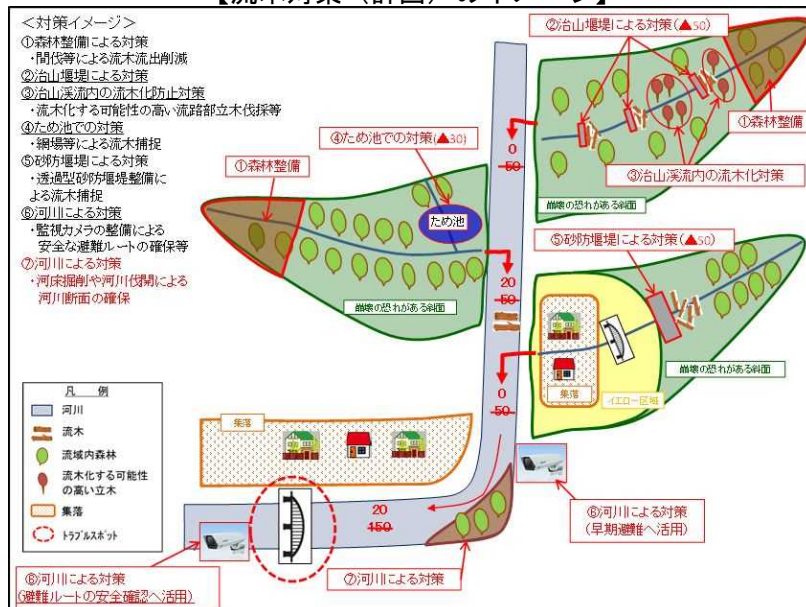 【流木対策（計画）のイメージ】
<対策イメージ>
①森林整備による対策
・間伐等による流木流出削減
②治山堰堤による対策
③治山渓流内の流木化防止対策
・流木化する可能性の高い流路部立木伐採等
④ため池での対策
・網場等による流木捕捉
⑤砂防堰堤による対策
・透過型砂防堰堤整備に
よる流木捕捉
⑥河川による対策
・監視カメラの整備による
安全な避難ルートの確保等
⑦河川による対策
・河床掘削や河川伐開による
河川断面の確保
②治山堰堤による対策(▲50)
①森林整備
③治山渓流内の流木化対策
崩壊の恐れがある斜面
0
50
④ため池での対策(▲30)
①森林整備
ため池
崩壊の恐れがある斜面
20
50
⑤砂防堰堤による対策(▲50)
崩壊の恐れがある斜面
集落
イエロー区域
0
50
凡 例
河川
流木
流域内森林
流木化する可能性
の高い立木
集落
トラブルスポット
集落
20
150
⑥河川による対策
(早期避難へ活用)
⑦河川による対策
⑥河川による対策
(避難ルートの安全確認へ活用)